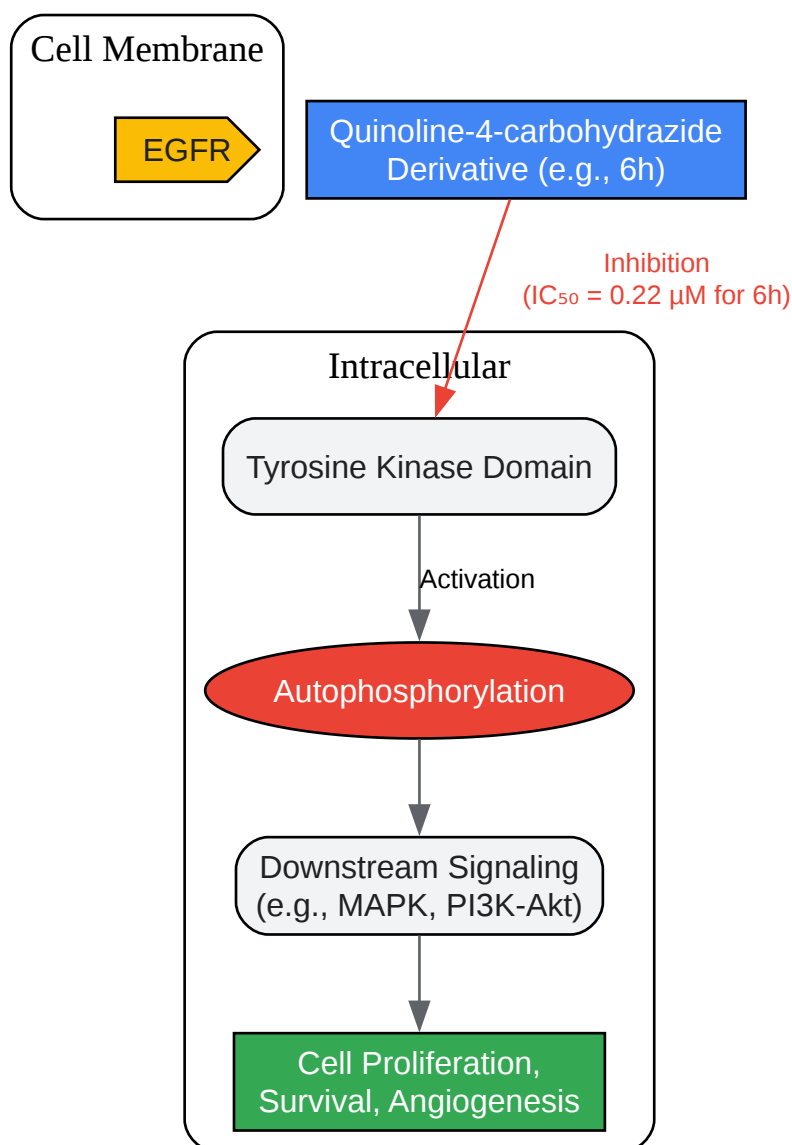 Cell Membrane
EGFR
Quinoline-4-carbohydrazide
Derivative (e.g., 6h)
Inhibition
(IC₅₀ = 0.22 µM for 6h)
Intracellular
Tyrosine Kinase Domain
Activation
Autophosphorylation
Downstream Signaling
(e.g., MAPK, PI3K-Akt)
Cell Proliferation,
Survival, Angiogenesis